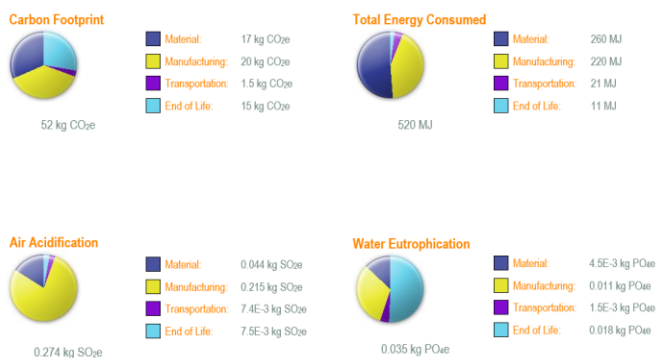 Carbon Footprint
Material: 17 kg CO2e
Manufacturing: 20 kg CO2e
Transportation: 1.5 kg CO2e
End of Life: 15 kg CO2e
52 kg CO2e
Total Energy Consumed
Material: 260 MJ
Manufacturing: 220 MJ
Transportation: 21 MJ
End of Life: 11 MJ
520 MJ
Air Acidification
Material: 0.044 kg SO2e
Manufacturing: 0.215 kg SO2e
Transportation: 7.4E-3 kg SO2e
End of Life: 7.5E-3 kg SO2e
0.274 kg SO2e
Water Eutrophication
Material: 4.5E-3 kg PO4e
Manufacturing: 0.011 kg PO4e
Transportation: 1.5E-3 kg PO4e
End of Life: 0.018 kg PO4e
0.035 kg PO4e